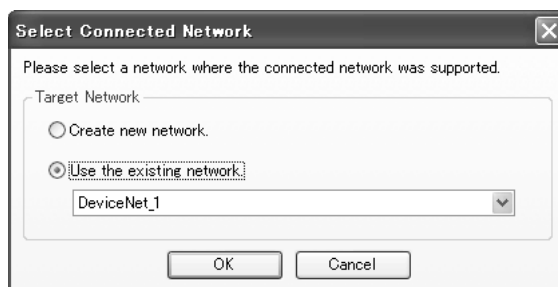 Select Connected Network
Please select a network where the connected network was supported.
Target Network
Create new network.
Use the existing network.
DeviceNet_1
OK
Cancel